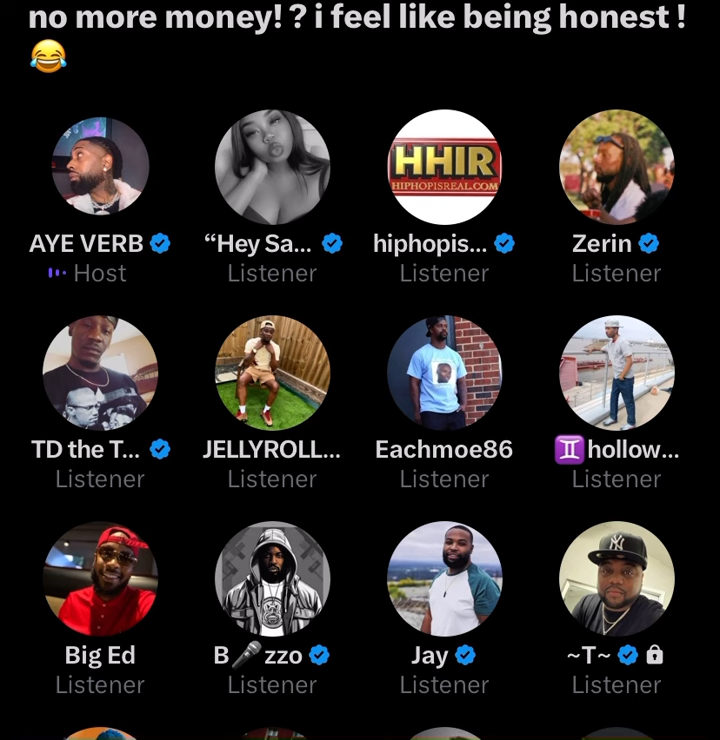 no more money! ? i feel like being honest !
😂
HHIR
HIPHOPISREAL.COM
AYE VERB
“Hey Sa...
hiphopis...
Zerin
Host
Listener
Listener
Listener
TD the T...
JELLYROLL...
Eachmoe86
♊hollow...
Listener
Listener
Listener
Listener
Big Ed
B🎤zzo
Jay
~T~ 🔒
Listener
Listener
Listener
Listener